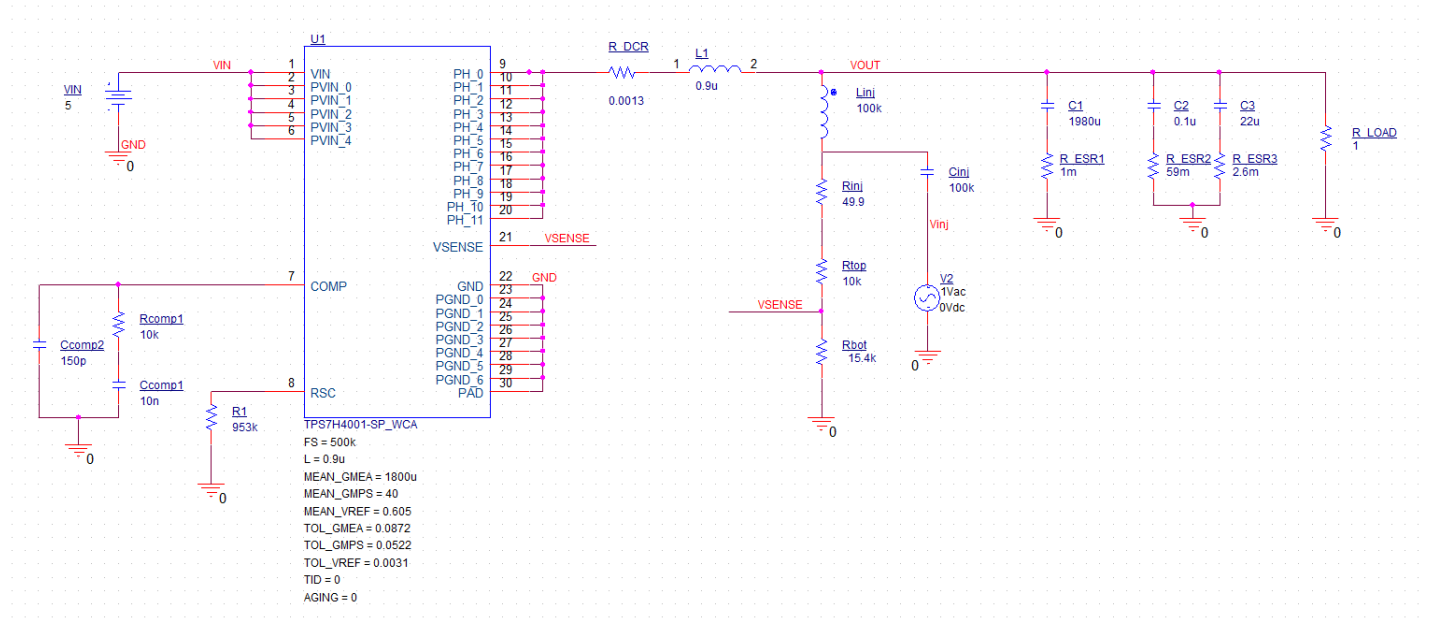 U1
VIN
5
VIN
GND
0
1
2
3
4
5
6
VIN
PVIN_0
PVIN_1
PVIN_2
PVIN_3
PVIN_4
PH_0
PH_1
PH_2
PH_3
PH_4
PH_5
PH_6
PH_7
PH_8
PH_9
PH_10
PH_11
9
10
11
12
13
14
15
16
17
18
19
20
VSENSE
21
VSENSE
7
COMP
8
RSC
GND
PGND_0
PGND_1
PGND_2
PGND_3
PGND_4
PGND_5
PGND_6
PAD
22
23
24
25
26
27
28
29
30
GND
Ccomp2
150p
Rcomp1
10k
Ccomp1
10n
0
R1
953k
0
TPS7H4001-SP_WCA
FS = 500k
L = 0.9u
MEAN_GMEA = 1800u
MEAN_GMPS = 40
MEAN_VREF = 0.605
TOL_GMEA = 0.0872
TOL_GMPS = 0.0522
TOL_VREF = 0.0031
TID = 0
AGING = 0
R_DCR
0.0013
1
L1
2
0.9u
VOUT
Linj
100k
Rinj
49.9
Cinj
100k
Vinj
Rtop
10k
VSENSE
V2
1Vac
0Vdc
0
Rbot
15.4k
0
C1
1980u
R_ESR1
1m
0
C2
0.1u
R_ESR2
59m
C3
22u
R_ESR3
2.6m
0
R_LOAD
1
0